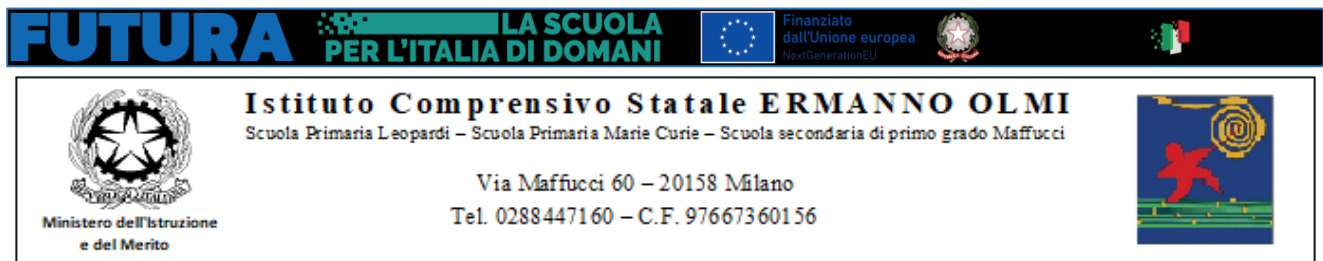 FUTURA
LA SCUOLA
PER L'ITALIA DI DOMANI
Finanziato
dall'Unione europea
NextGenerationEU
Istituto Comprensivo Statale ERMANNO OLMI
Scuola Primaria Leopardi – Scuola Primaria Marie Curie – Scuola secondaria di primo grado Maffucci
Via Maffucci 60 – 20158 Milano
Tel. 0288447160 – C.F. 97667360156
Ministero dell'Istruzione
e del Merito